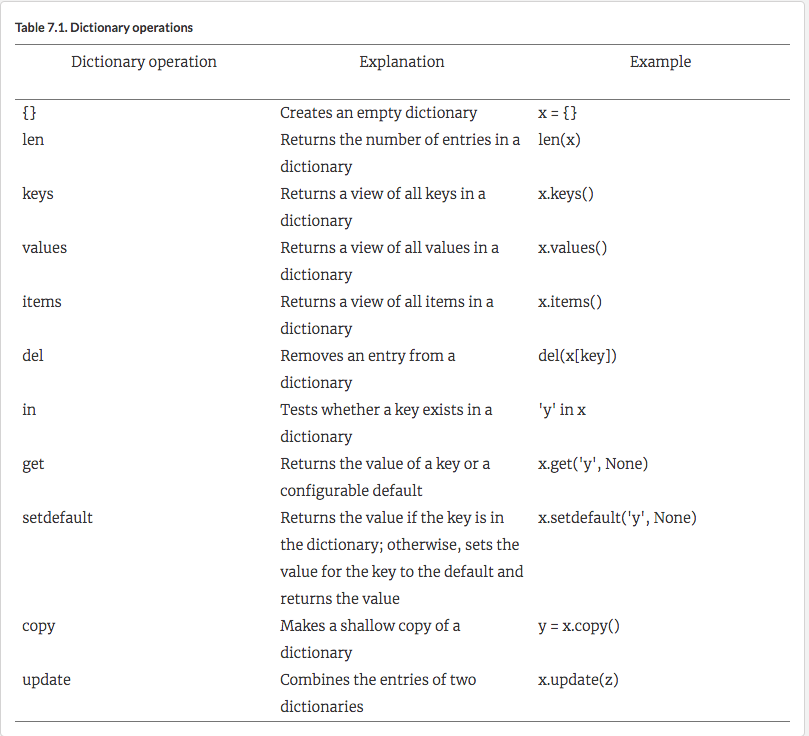 Table 7.1. Dictionary operations
Dictionary operation Explanation Example
{} Creates an empty dictionary x = {}
len Returns the number of entries in a len(x)
dictionary
keys Returns a view of all keys in a x.keys()
dictionary
values Returns a view of all values in a x.values()
dictionary
items Returns a view of all items in a x.items()
dictionary
del Removes an entry from a del(x[key])
dictionary
in Tests whether a key exists in a 'y' in x
dictionary
get Returns the value of a key or a x.get('y', None)
configurable default
setdefault Returns the value if the key is in x.setdefault('y', None)
the dictionary; otherwise, sets the
value for the key to the default and
returns the value
copy Makes a shallow copy of a y = x.copy()
dictionary
update Combines the entries of two x.update(z)
dictionaries